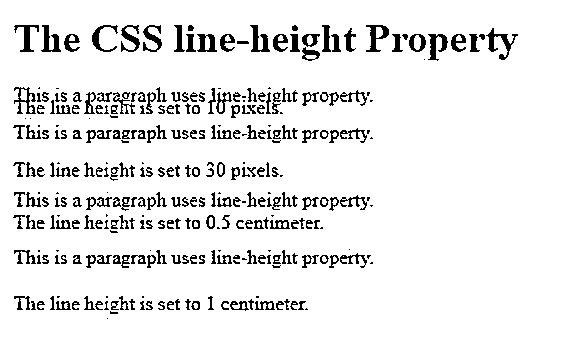 The CSS line-height Property
This is a paragraph uses line-height property.
The line height is set to 10 pixels.
This is a paragraph uses line-height property.
The line height is set to 30 pixels.
This is a paragraph uses line-height property.
The line height is set to 0.5 centimeter.
This is a paragraph uses line-height property.
The line height is set to 1 centimeter.